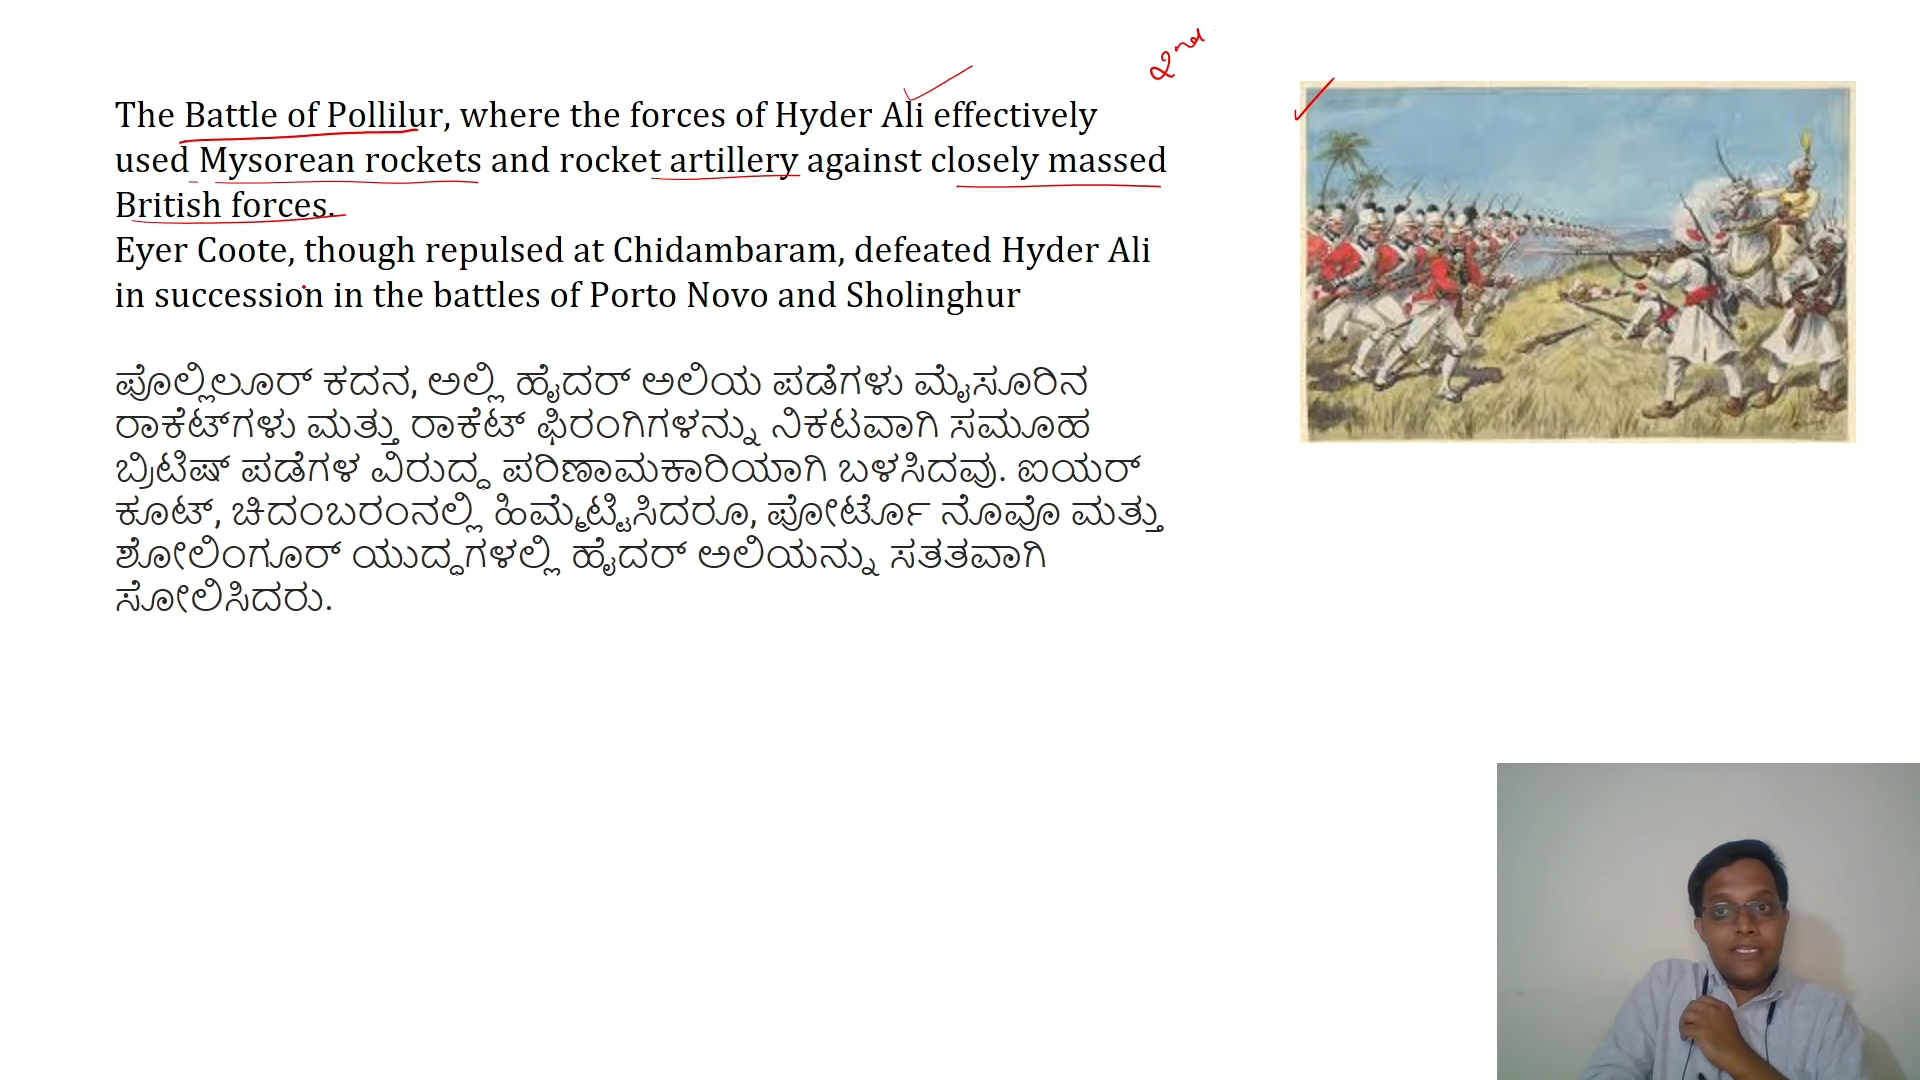 2nd
The Battle of Pollilur, where the forces of Hyder Ali effectively
used Mysorean rockets and rocket artillery against closely massed
British forces.
Eyer Coote, though repulsed at Chidambaram, defeated Hyder Ali
in succession in the battles of Porto Novo and Sholinghur
ಪೊಲ್ಲಿಲೂರ್ ಕದನ, ಅಲ್ಲಿ ಹೈದರ್ ಅಲಿಯ ಪಡೆಗಳು ಮೈಸೂರಿನ
ರಾಕೆಟ್‌ಗಳು ಮತ್ತು ರಾಕೆಟ್ ಫಿರಂಗಿಗಳನ್ನು ನಿಕಟವಾಗಿ ಸಮೂಹ
ಬ್ರಿಟಿಷ್ ಪಡೆಗಳ ವಿರುದ್ಧ ಪರಿಣಾಮಕಾರಿಯಾಗಿ ಬಳಸಿದವು. ಐಯರ್
ಕೂಟ್, ಚಿದಂಬರಂನಲ್ಲಿ ಹಿಮ್ಮೆಟ್ಟಿಸಿದರೂ, ಪೋರ್ಟೊ ನೊವೊ ಮತ್ತು
ಶೋಲಿಂಗೂರ್ ಯುದ್ಧಗಳಲ್ಲಿ ಹೈದರ್ ಅಲಿಯನ್ನು ಸತತವಾಗಿ
ಸೋಲಿಸಿದರು.